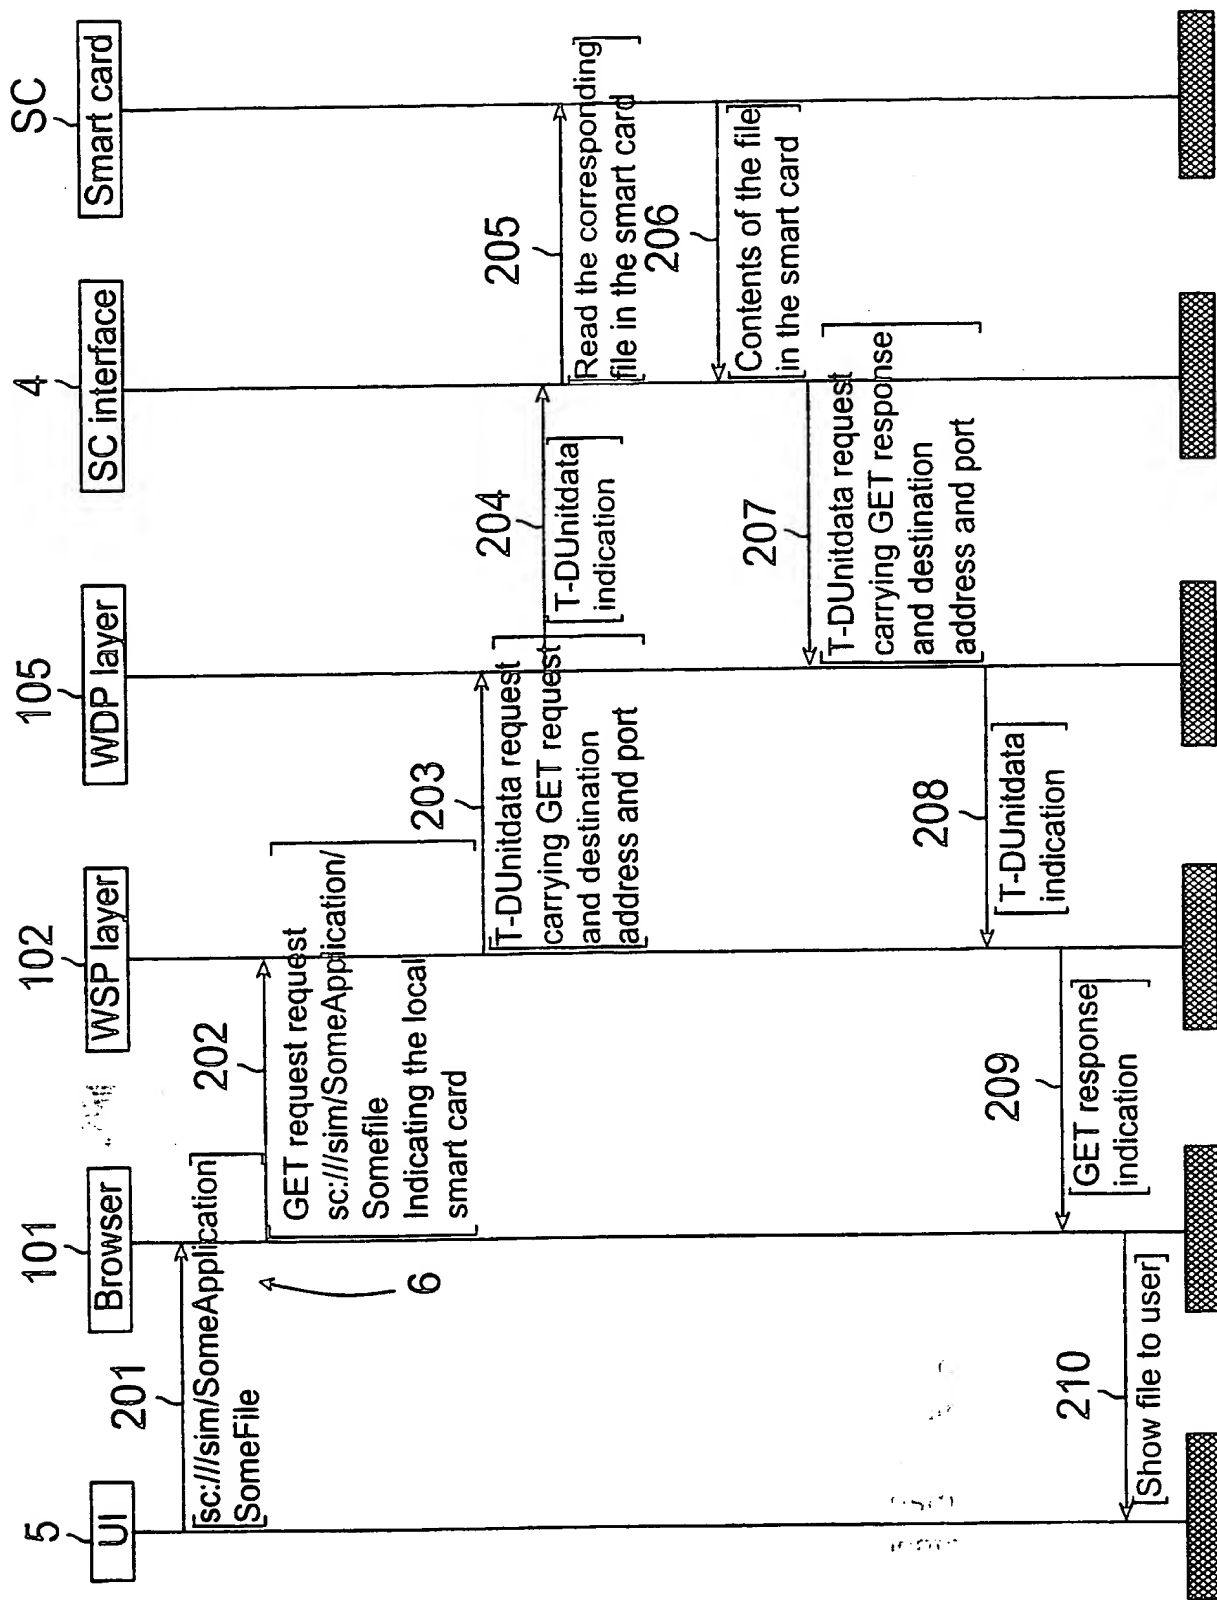 5
UI
101
Browser
102
WSP layer
105
WDP layer
4
SC interface
SC
Smart card
201
sc:///sim/SomeApplication
SomeFile
6
202
GET request request
sc:///sim/SomeApplication/
Somefile
Indicating the local
smart card
203
T-DUnitdata request
carrying GET request
and destination
address and port
204
T-DUnitdata
indication
205
Read the corresponding
file in the smart card
206
Contents of the file
in the smart card
207
T-DUnitdata request
carrying GET response
and destination
address and port
208
T-DUnitdata
indication
209
GET response
indication
210
[Show file to user]